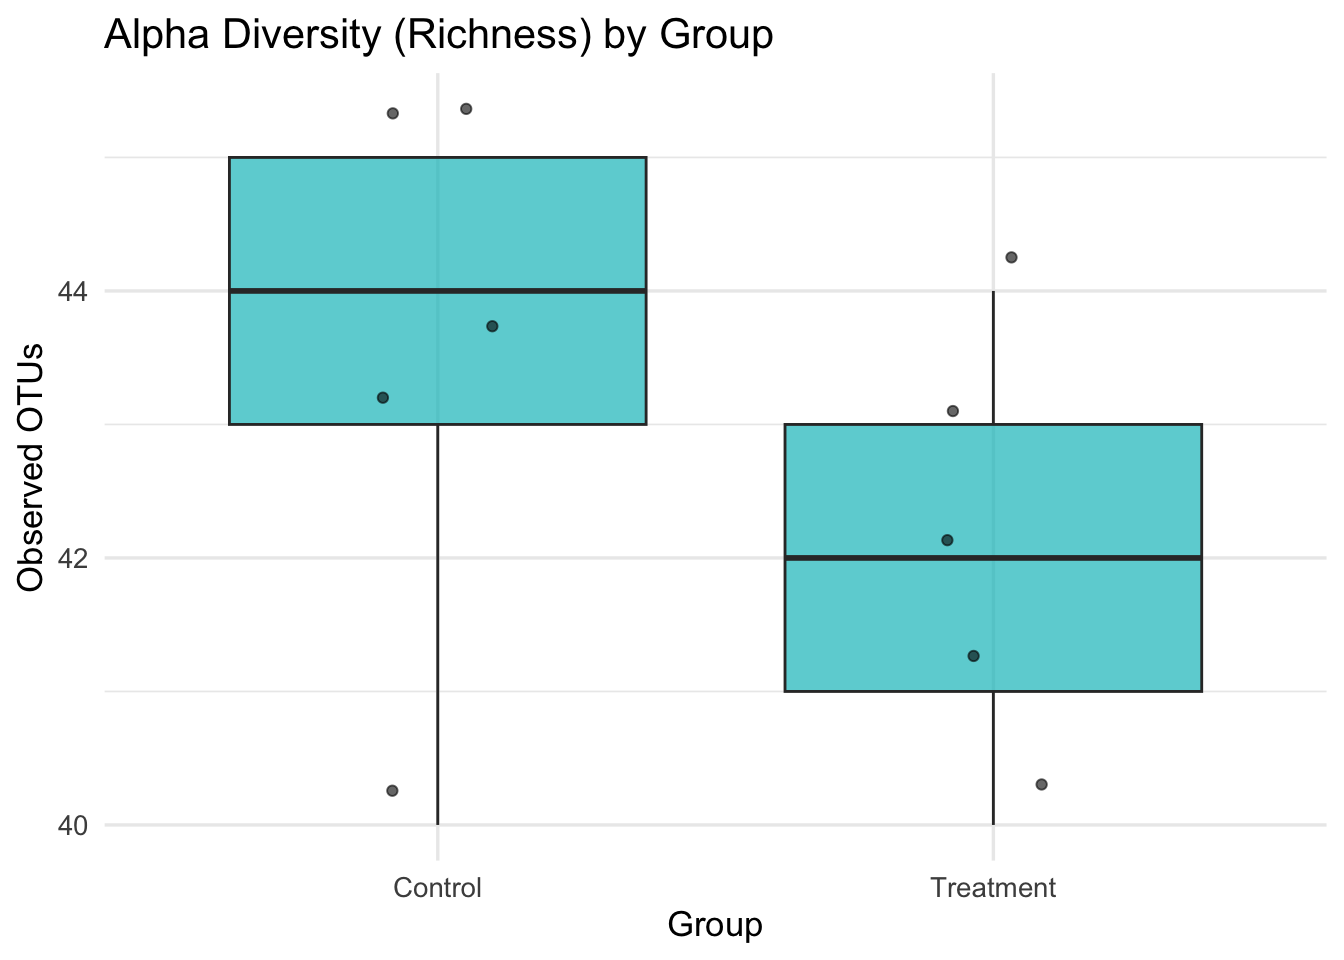 Alpha Diversity (Richness) by Group
Observed OTUs
44
42
40
Control
Treatment
Group